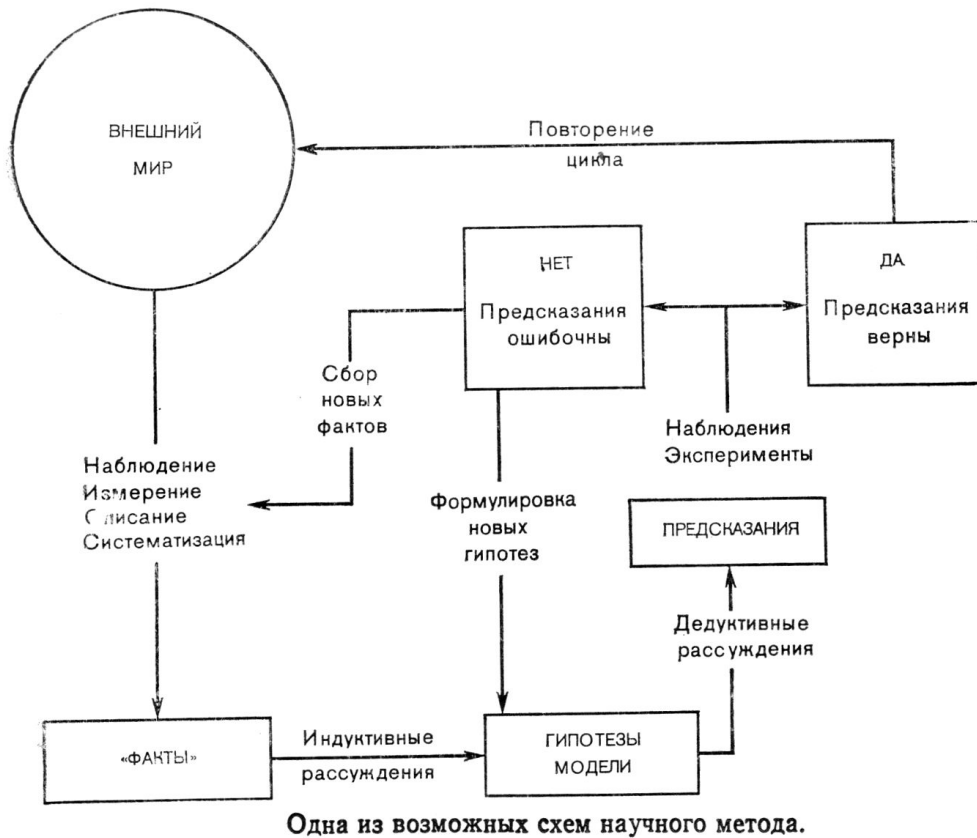 ВНЕШНИЙ
МИР
Повторение
цикла
НЕТ
Предсказания
ошибочны
ДА
Предсказания
верны
Сбор
новых
фактов
Наблюдения
Эксперименты
Наблюдение
Измерение
Описание
Систематизация
Формулировка
новых
гипотез
ПРЕДСКАЗАНИЯ
Дедуктивные
рассуждения
«ФАКТЫ»
Индуктивные
рассуждения
ГИПОТЕЗЫ
МОДЕЛИ
Одна из возможных схем научного метода.